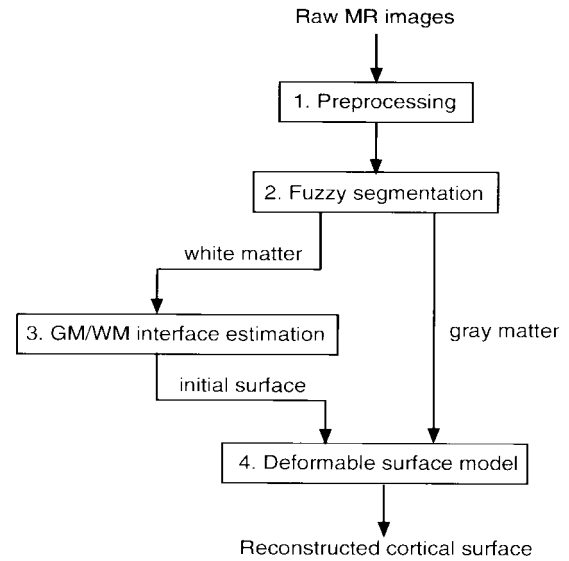 Raw MR images
1. Preprocessing
2. Fuzzy segmentation
white matter
3. GM/WM interface estimation
gray matter
initial surface
4. Deformable surface model
Reconstructed cortical surface